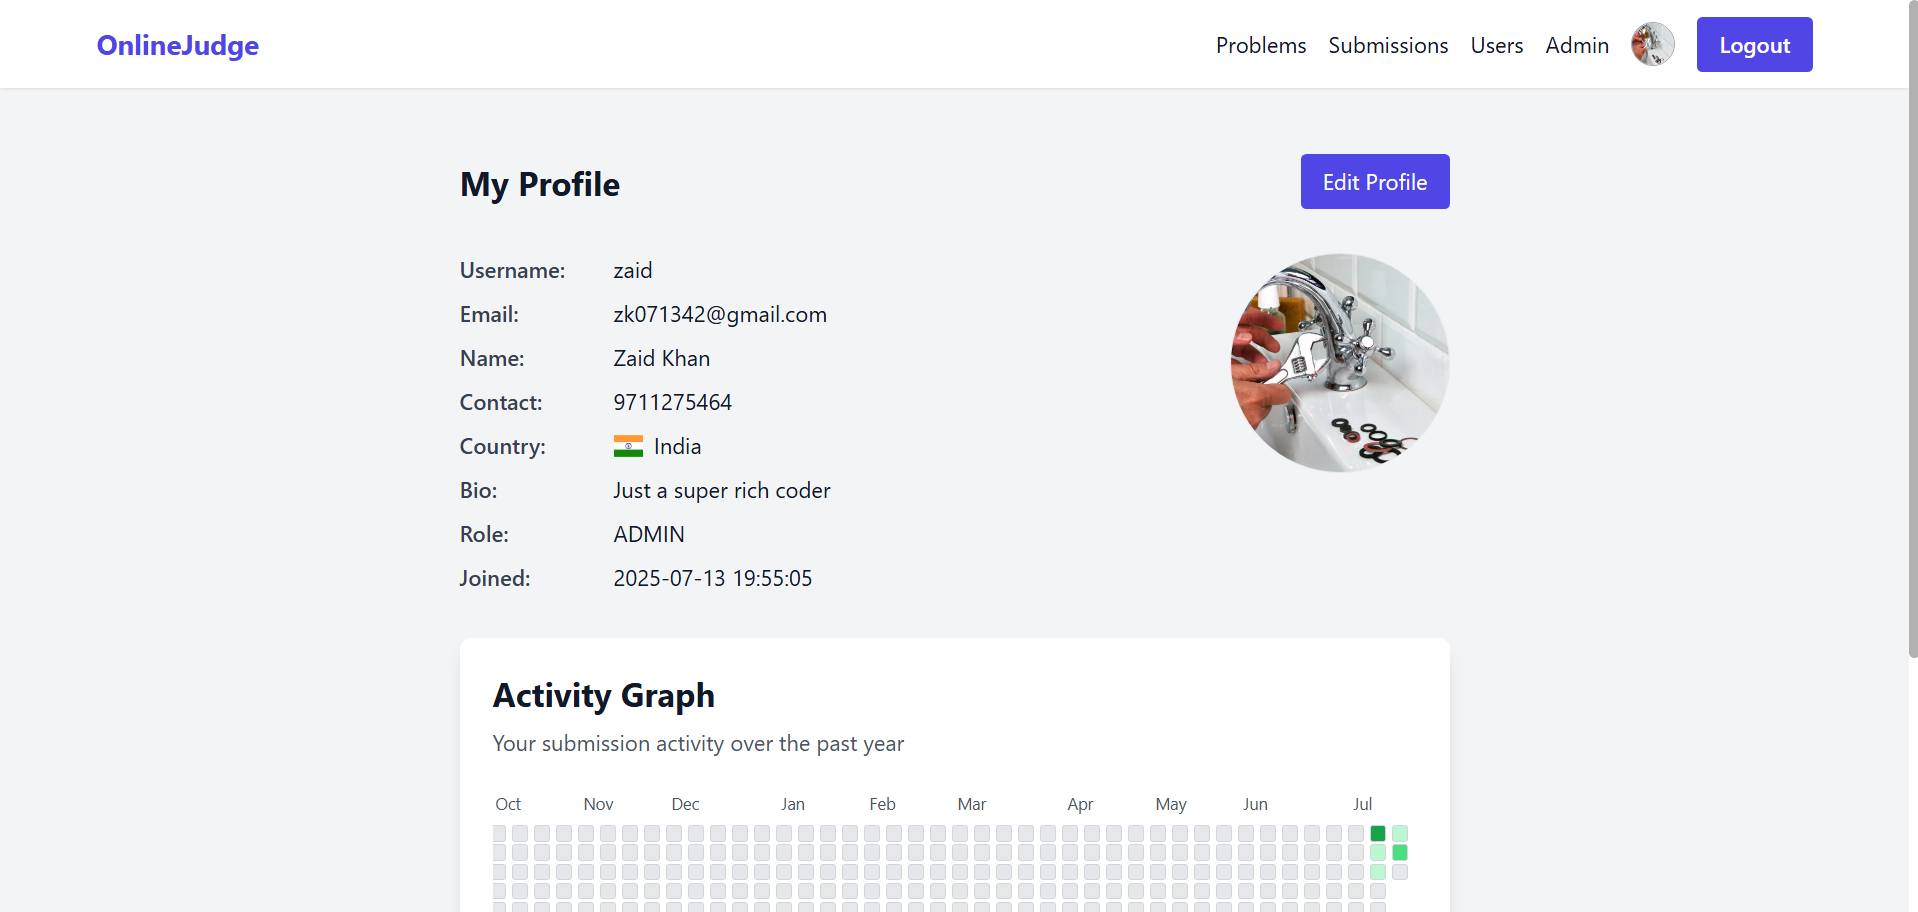 OnlineJudge
Problems Submissions Users Admin Logout
My Profile
Edit Profile
Username: zaid
Email: zk071342@gmail.com
Name: Zaid Khan
Contact: 9711275464
Country: India
Bio: Just a super rich coder
Role: ADMIN
Joined: 2025-07-13 19:55:05
Activity Graph
Your submission activity over the past year
Oct Nov Dec Jan Feb Mar Apr May Jun Jul